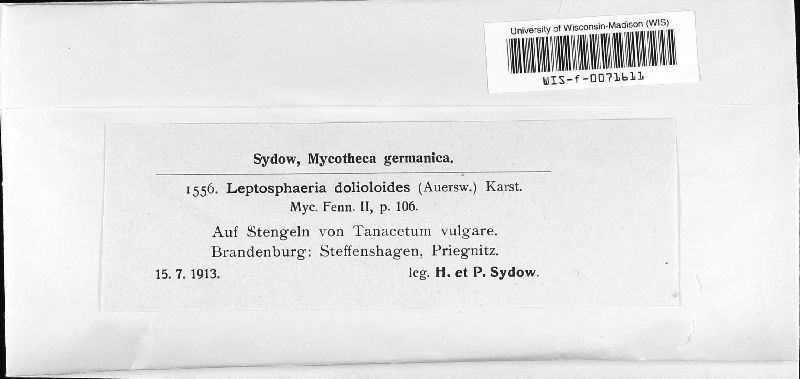 University of Wisconsin-Madison (WIS)
WIS-f-0071611
Sydow, Mycotheca germanica.
1556. Leptosphaeria dolioloides (Auersw.) Karst.
Myc. Fenn. II, p. 106.
Auf Stengeln von Tanacetum vulgare.
Brandenburg: Steffenshagen, Priegnitz.
15. 7. 1913. leg. H. et P. Sydow.